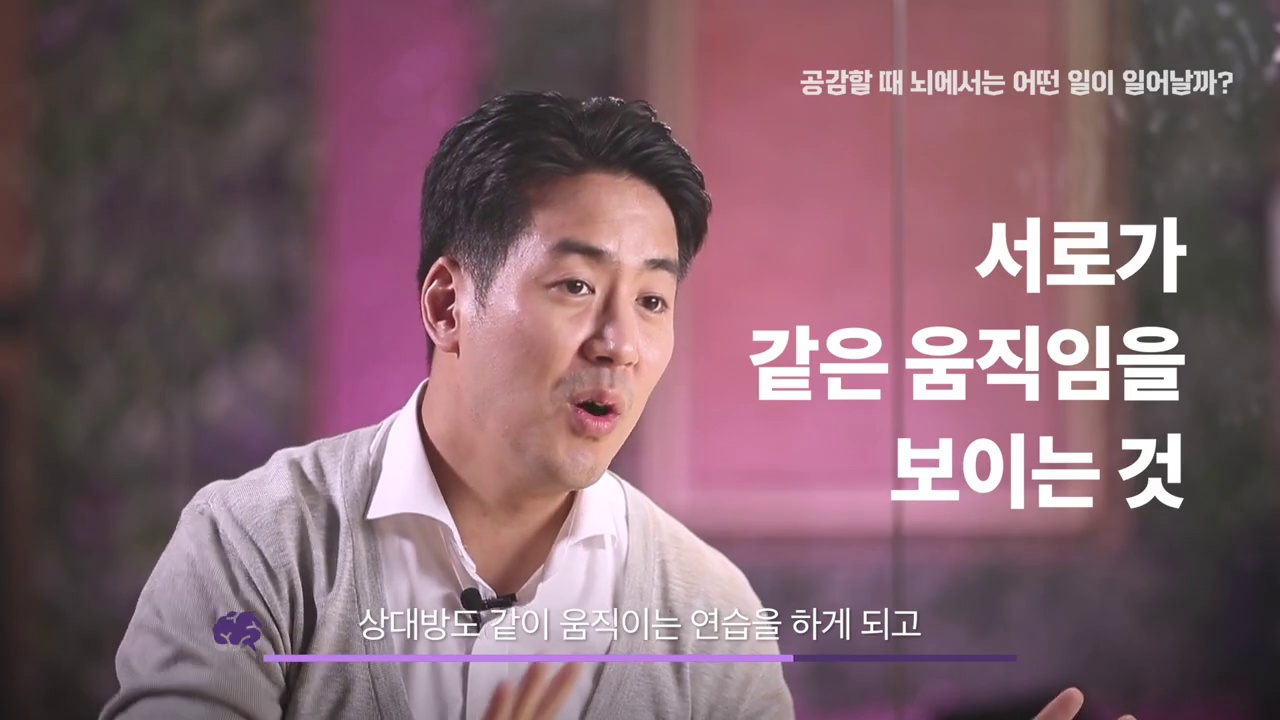 공감할 때 뇌에서는 어떤 일이 일어날까?
서로가
같은 움직임을
보이는 것
상대방도 같이 움직이는 연습을 하게 되고